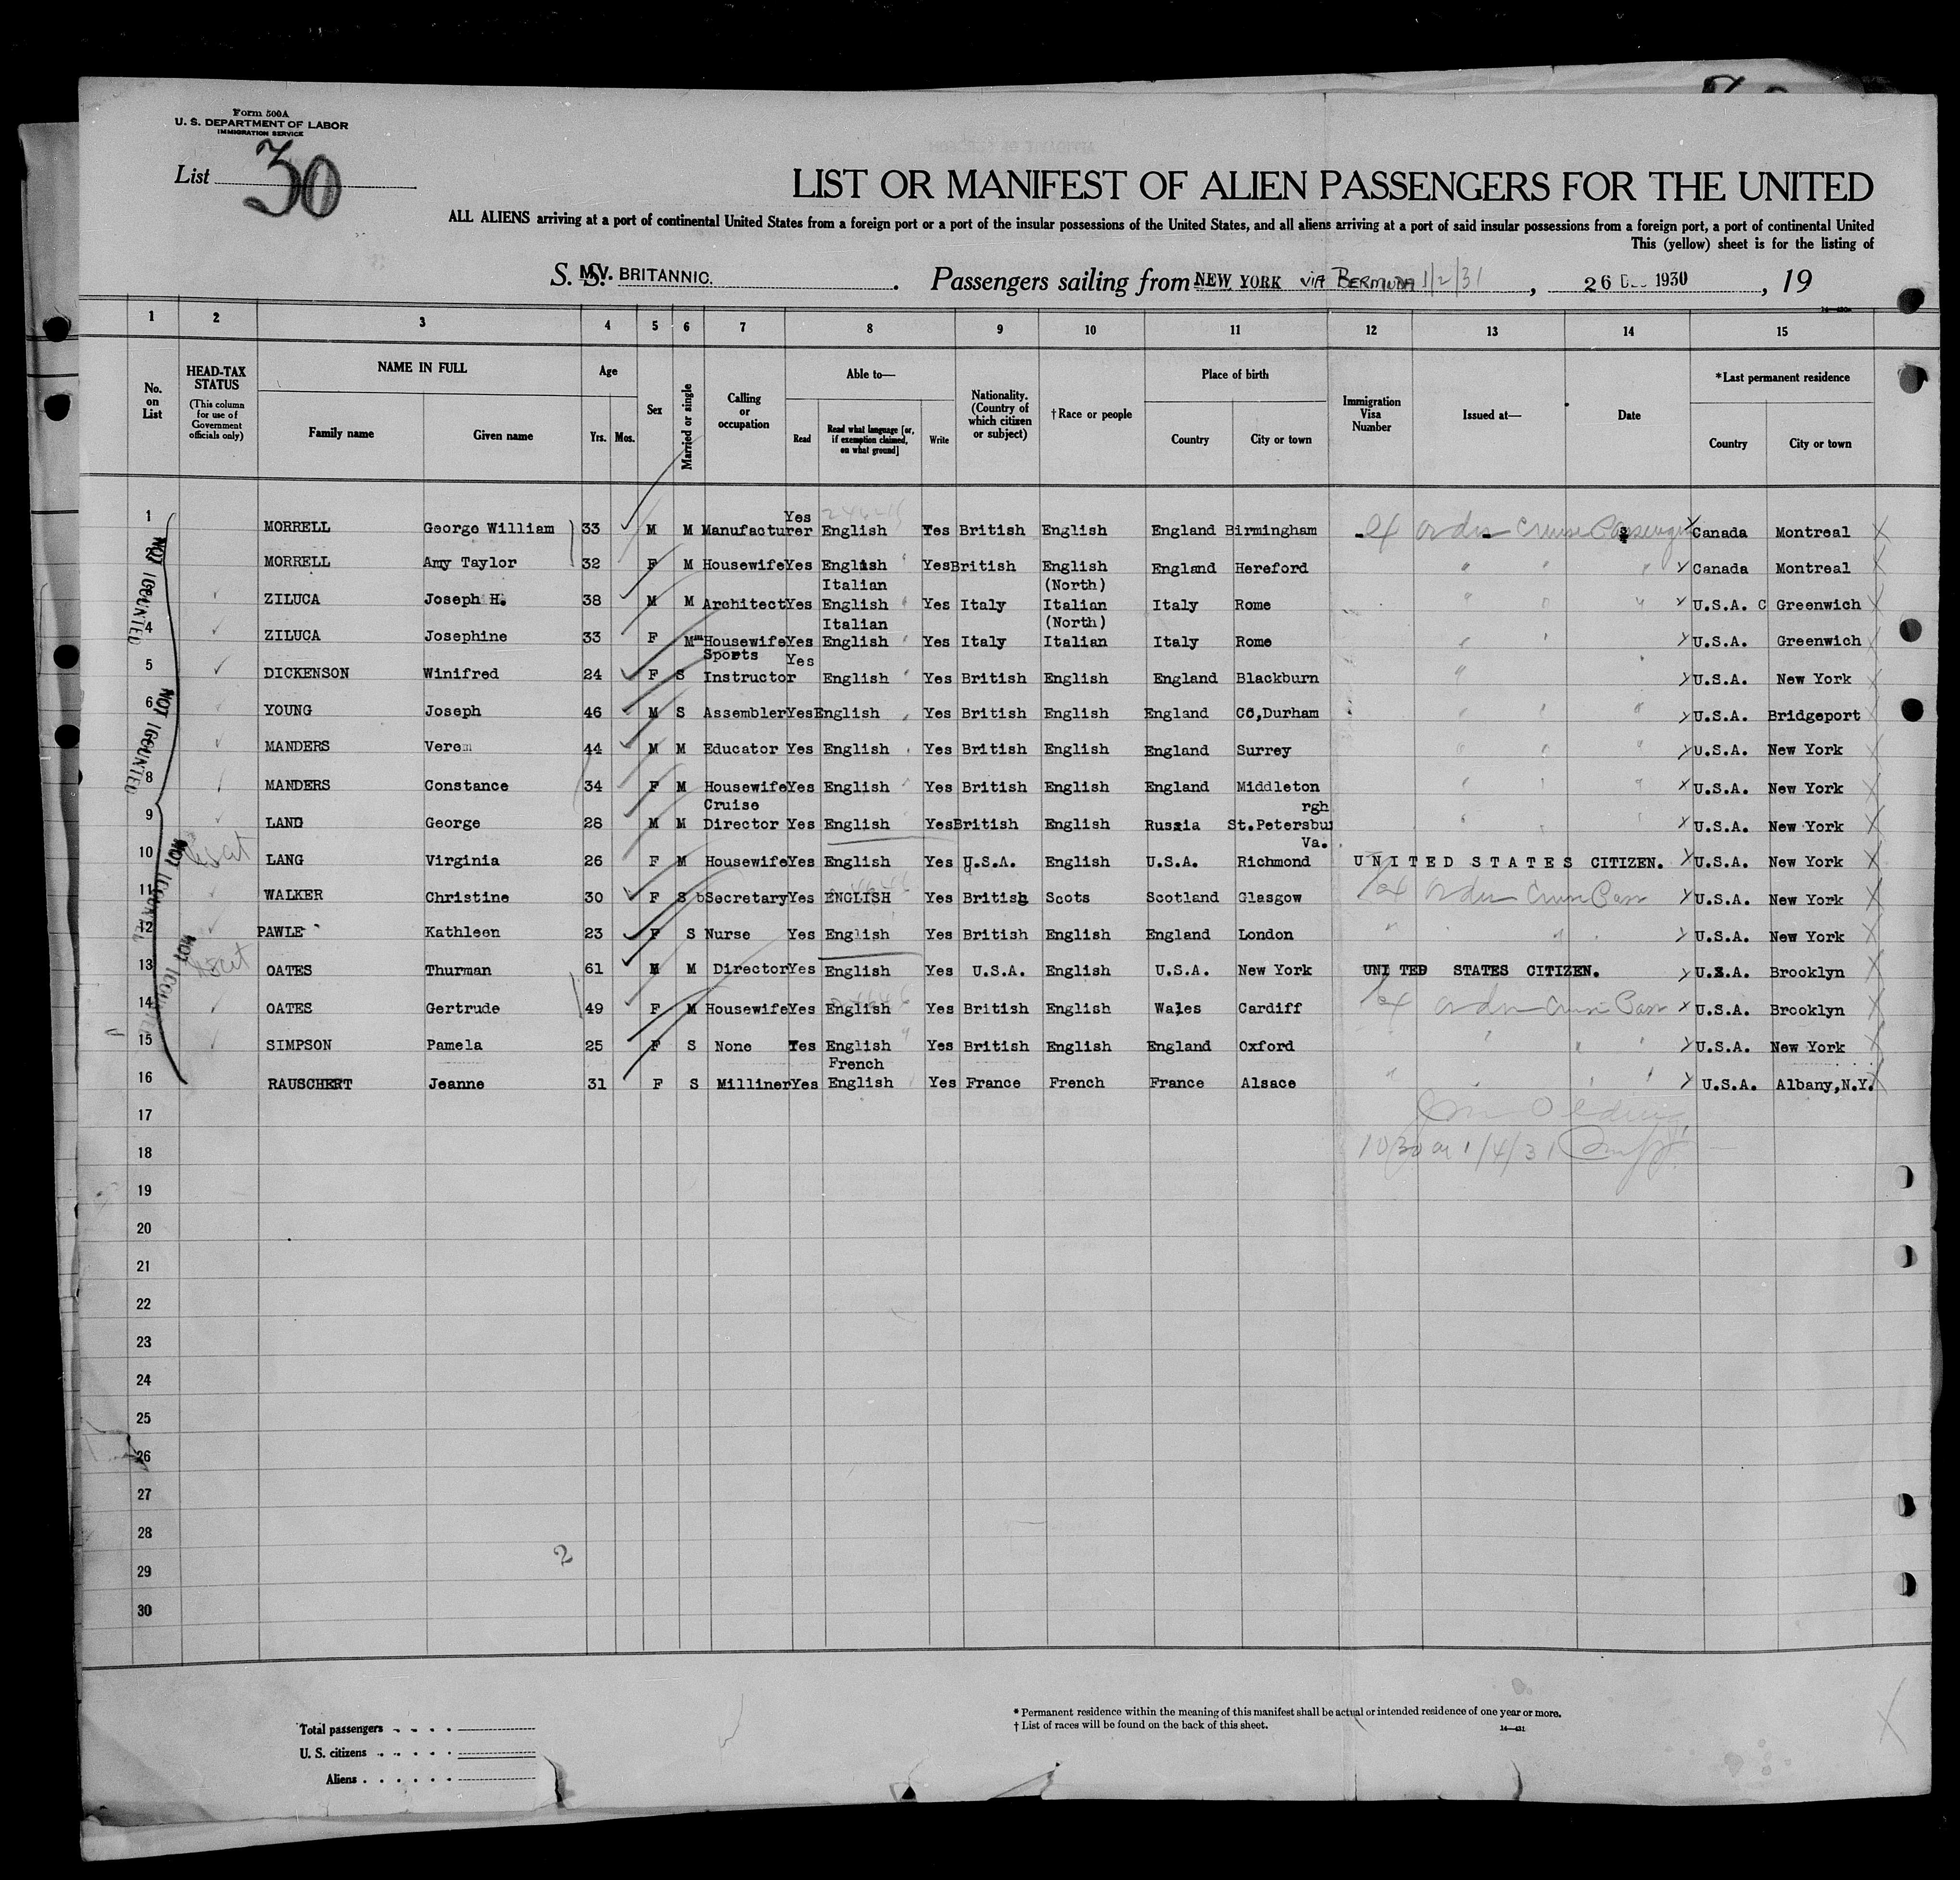 Form 500A
U. S. DEPARTMENT OF LABOR
IMMIGRATION SERVICE
List 30
LIST OR MANIFEST OF ALIEN PASSENGERS FOR THE UNITED
ALL ALIENS arriving at a port of continental United States from a foreign port or a port of the insular possessions of the United States, and all aliens arriving at a port of said insular possessions from a foreign port, a port of continental United
This (yellow) sheet is for the listing of
S. S. M.V. BRITANNIC. Passengers sailing from NEW YORK via BERMUDA 1/2/31, 26 1930, 19
1 2 3 4 5 6 7 8 9 10 11 12 13 14 15
No. on List
HEAD-TAX STATUS (This column for use of Government officials only)
NAME IN FULL Family name Given name
Age Yrs. Mos.
Sex
Married or single
Calling or occupation
Able to— Read Read what language [or, if exemption claimed, on what ground] Write
Nationality. (Country of which citizen or subject)
†Race or people
Place of birth Country City or town
Immigration Visa Number
Issued at—
Date
*Last permanent residence Country City or town
1 MORRELL George William 33 M M Manufacturer Yes English Yes British English England Birmingham ex order Cruise Passenger Canada Montreal
MORRELL Amy Taylor 32 F M Housewife Yes English Yes British English England Hereford " " " Canada Montreal
ZILUCA Joseph H. 38 M M Architect Yes Italian English Yes Italy (North) Italian Italy Rome " " " U.S.A. C Greenwich
4 ZILUCA Josephine 33 F M Housewife Yes Italian English Yes Italy (North) Italian Italy Rome " " U.S.A. Greenwich
5 DICKENSON Winifred 24 F S Sports Instructor Yes English Yes British English England Blackburn " U.S.A. New York
6 YOUNG Joseph 46 M S Assembler Yes English Yes British English England Co,Durham " " " U.S.A. Bridgeport
MANDERS Verem 44 M M Educator Yes English Yes British English England Surrey " " " U.S.A. New York
8 MANDERS Constance 34 F M Housewife Yes English Yes British English England Middleton " " " U.S.A. New York
9 LAND George 28 M M Cruise Director Yes English Yes British English Russia St.Petersburgh " " " U.S.A. New York
10 LANG Virginia 26 F M Housewife Yes English Yes U.S.A. English U.S.A. Richmond Va. UNITED STATES CITIZEN. U.S.A. New York
11 WALKER Christine 30 F S Secretary Yes ENGLISH Yes British Scots Scotland Glasgow ex order Cruise Pass U.S.A. New York
12 PAWLE Kathleen 23 F S Nurse Yes English Yes British English England London " " U.S.A. New York
13 OATES Thurman 61 M M Director Yes English Yes U.S.A. English U.S.A. New York UNITED STATES CITIZEN. U.S.A. Brooklyn
14 OATES Gertrude 49 F M Housewife Yes English Yes British English Wales Cardiff ex order Cruise Pass U.S.A. Brooklyn
15 SIMPSON Pamela 25 F S None Yes English Yes British English England Oxford " " " U.S.A. New York
16 RAUSCHERT Jeanne 31 F S Milliner Yes French English Yes France French France Alsace " " " U.S.A. Albany,N.Y.
NOT
NOT
NOT
NOT
17
18 1/4/31
19
20
21
22
23
24
25
26
27
28
29
30
2
Total passengers
U. S. citizens
Aliens
* Permanent residence within the meaning of this manifest shall be actual or intended residence of one year or more.
† List of races will be found on the back of this sheet.
14—431